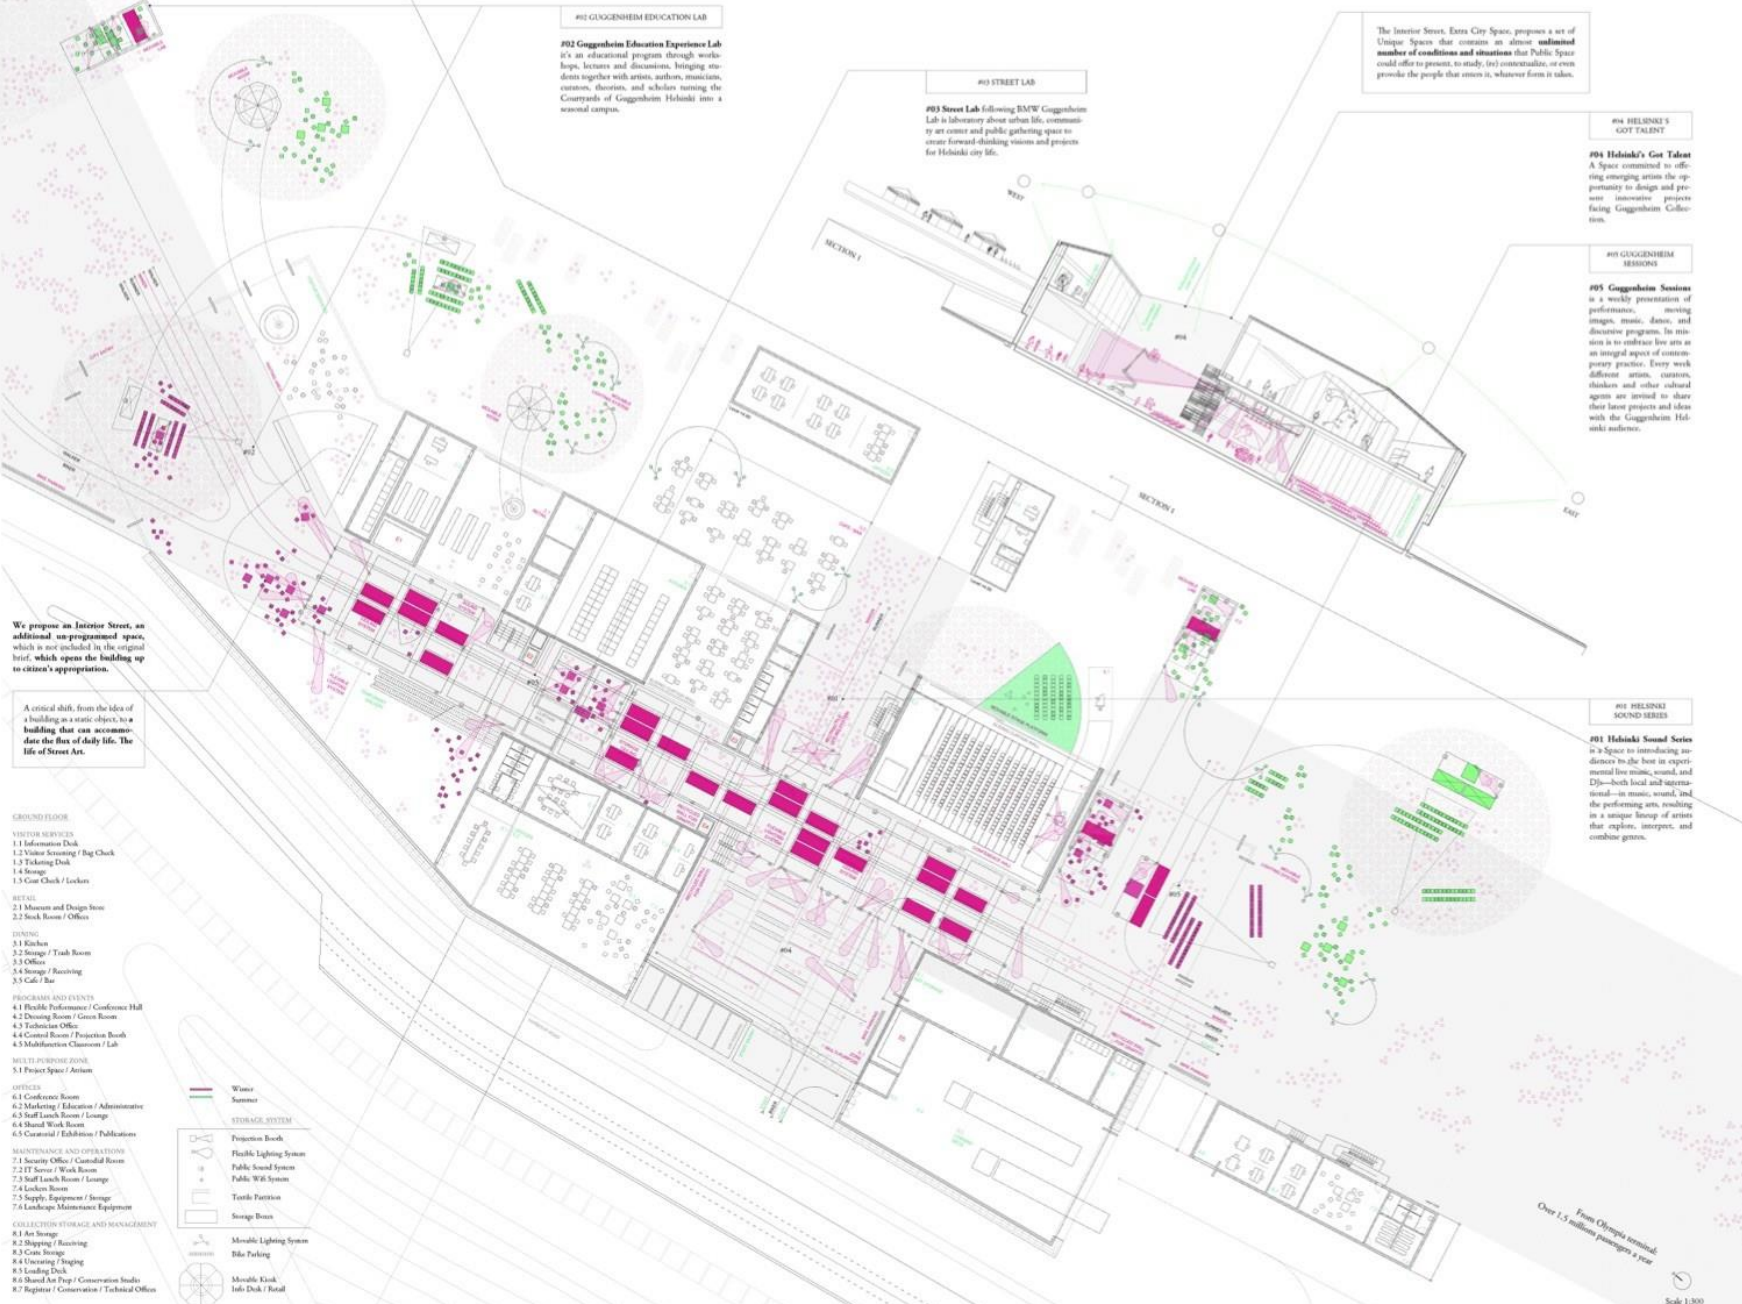 #02 GUGGENHEIM EDUCATION LAB
#02 Guggenheim Education Experience Lab
it's an educational program through works-
hops, lectures and discussions, bringing stu-
dents together with artists, authors, musicians,
curators, theorists, and scholars turning the
Courtyards of Guggenheim Helsinki into a
seasonal campus.
#03 STREET LAB
#03 Street Lab following BMW Guggenheim
Lab is laboratory about urban life, communi-
ty art center and public gathering space to
create forward-thinking visions and projects
for Helsinki city life.
The Interior Street, Extra City Space, proposes a set of
Unique Spaces that contains an almost unlimited
number of conditions and situations that Public Space
could offer to present, to study, (re) contextualize, or even
provoke the people that enters it, whatever form it takes.
#04 HELSINKI'S
GOT TALENT
#04 Helsinki's Got Talent
A Space committed to offe-
ring emerging artists the op-
portunity to design and pre-
sent innovative projects
facing Guggenheim Collec-
tion.
#05 GUGGENHEIM
SESSIONS
#05 Guggenheim Sessions
is a weekly presentation of
performance, moving
images, music, dance, and
discursive programs. Its mis-
sion is to embrace live arts as
an integral aspect of contem-
porary practice. Every week
different artists, curators,
thinkers and other cultural
agents are invited to share
their latest projects and ideas
with the Guggenheim Hel-
sinki audience.
WEST
SECTION 1
#04
EAST
SECTION 1
#02
#05
#01
#04
#05
We propose an Interior Street, an
additional un-programmed space,
which is not included in the original
brief, which opens the building up
to citizen's appropriation.
A critical shift, from the idea of
a building as a static object, to a
building that can accommo-
date the flux of daily life. The
life of Street Art.
#01 HELSINKI
SOUND SERIES
#01 Helsinki Sound Series
is a Space to introducing au-
diences to the best in experi-
mental live music, sound, and
DJs—both local and interna-
tional—in music, sound, and
the performing arts, resulting
in a unique lineup of artists
that explore, interpret, and
combine genres.
CONFERENCE HALL
GROUND FLOOR
VISITOR SERVICES
1.1 Information Desk
1.2 Visitor Screening / Bag Check
1.3 Ticketing Desk
1.4 Storage
1.5 Coat Check / Lockers
RETAIL
2.1 Museum and Design Store
2.2 Stock Room / Offices
DINING
3.1 Kitchen
3.2 Storage / Trash Room
3.3 Offices
3.4 Storage / Receiving
3.5 Cafe / Bar
PROGRAMS AND EVENTS
4.1 Flexible Performance / Conference Hall
4.2 Dressing Room / Green Room
4.3 Technician Office
4.4 Control Room / Projection Booth
4.5 Multifunction Classroom / Lab
MULTI-PURPOSE ZONE
5.1 Project Space / Atrium
OFFICES
6.1 Conference Room
6.2 Marketing / Education / Administrative
6.3 Staff Lunch Room / Lounge
6.4 Shared Work Room
6.5 Curatorial / Exhibition / Publications
MAINTENANCE AND OPERATIONS
7.1 Security Office / Custodial Room
7.2 IT Server / Work Room
7.3 Staff Lunch Room / Lounge
7.4 Lockers Room
7.5 Supply, Equipment / Storage
7.6 Landscape Maintenance Equipment
COLLECTION STORAGE AND MANAGEMENT
8.1 Art Storage
8.2 Shipping / Receiving
8.3 Crate Storage
8.4 Uncrating / Staging
8.5 Loading Dock
8.6 Shared Art Prep / Conservation Studio
8.7 Registrar / Conservation / Technical Offices
Winter
Summer
STORAGE SYSTEM
Projection Booth
Flexible Lighting System
Public Sound System
Public Wifi System
Textile Partition
Storage Boxes
Movable Lighting System
Bike Parking
Movable Kiosk
Info Desk / Retail
From Olympia terminal:
Over 1.5 millions passengers a year
Scale 1:300